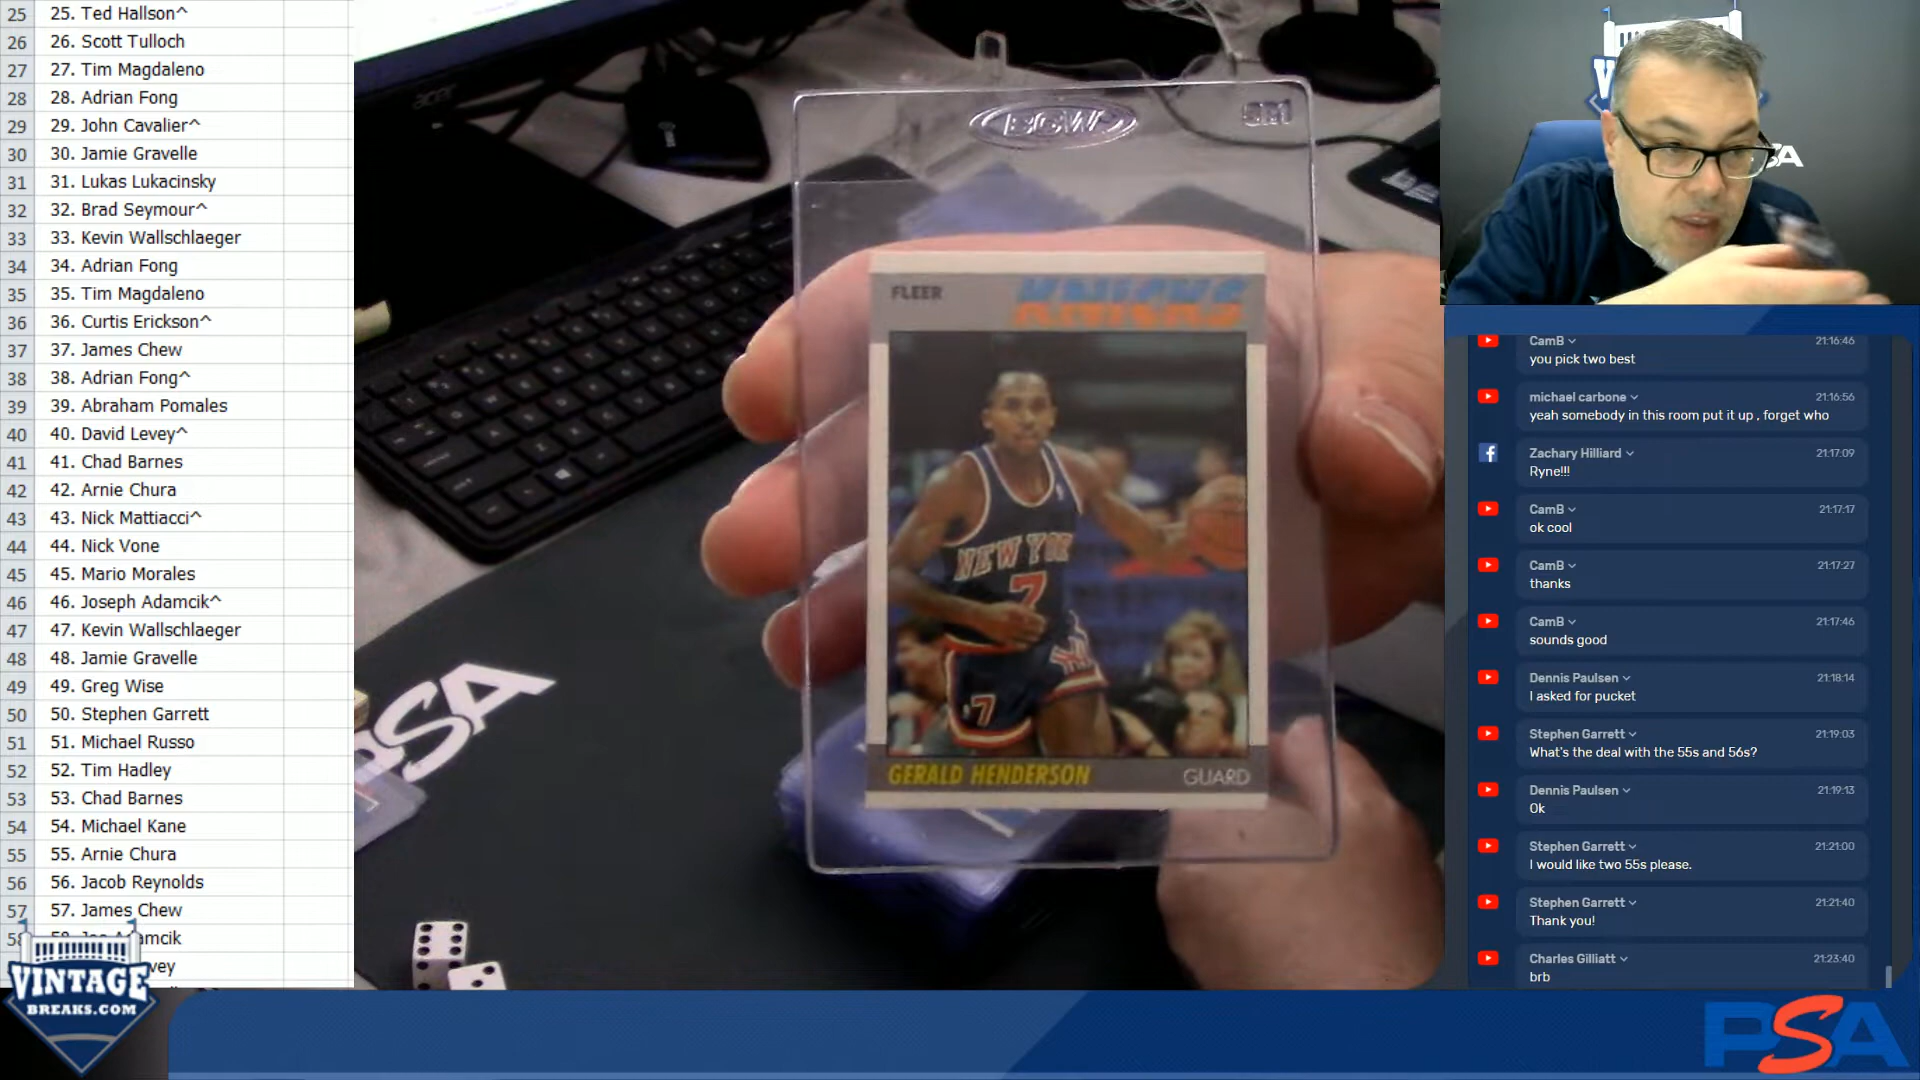 25 25. Ted Hallson^
26 26. Scott Tulloch
27 27. Tim Magdaleno
28 28. Adrian Fong
29 29. John Cavalier^
30 30. Jamie Gravelle
31 31. Lukas Lukacinsky
32 32. Brad Seymour^
33 33. Kevin Wallschlaeger
34 34. Adrian Fong
35 35. Tim Magdaleno
36 36. Curtis Erickson^
37 37. James Chew
38 38. Adrian Fong^
39 39. Abraham Pomales
40 40. David Levey^
41 41. Chad Barnes
42 42. Arnie Chura
43 43. Nick Mattiacci^
44 44. Nick Vone
45 45. Mario Morales
46 46. Joseph Adamcik^
47 47. Kevin Wallschlaeger
48 48. Jamie Gravelle
49 49. Greg Wise
50 50. Stephen Garrett
51 51. Michael Russo
52 52. Tim Hadley
53 53. Chad Barnes
54 54. Michael Kane
55 55. Arnie Chura
56 56. Jacob Reynolds
57 57. James Chew
VINTAGE
BREAKS.COM
acer
BCW
FLEER KNICKS
NEW YOR
7
7
GERALD HENDERSON GUARD
PSA
CamB 21:16:46
you pick two best
michael carbone 21:16:56
yeah somebody in this room put it up , forget who
Zachary Hilliard 21:17:09
Ryne!!!
CamB 21:17:17
ok cool
CamB 21:17:27
thanks
CamB 21:17:46
sounds good
Dennis Paulsen 21:18:14
I asked for pucket
Stephen Garrett 21:19:03
What's the deal with the 55s and 56s?
Dennis Paulsen 21:19:13
Ok
Stephen Garrett 21:21:00
I would like two 55s please.
Stephen Garrett 21:21:40
Thank you!
Charles Gilliatt 21:23:40
brb
PSA